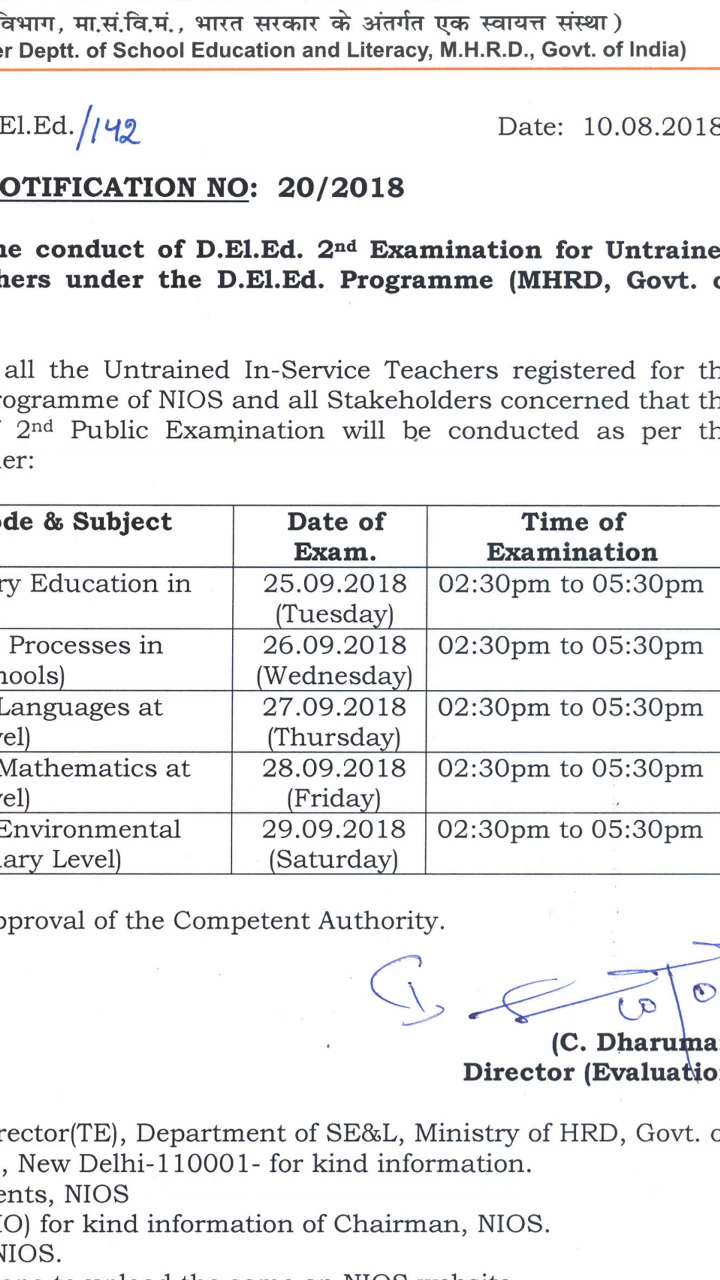 विभाग, मा.सं.वि.मं., भारत सरकार के अंतर्गत एक स्वायत्त संस्था )
er Deptt. of School Education and Literacy, M.H.R.D., Govt. of India)
El.Ed./142 Date: 10.08.2018
OTIFICATION NO: 20/2018
he conduct of D.El.Ed. 2nd Examination for Untraine
hers under the D.El.Ed. Programme (MHRD, Govt. o
all the Untrained In-Service Teachers registered for th
rogramme of NIOS and all Stakeholders concerned that th
f 2nd Public Examination will be conducted as per th
er:
de & Subject Date of Exam. Time of Examination
ry Education in 25.09.2018 02:30pm to 05:30pm
(Tuesday)
Processes in 26.09.2018 02:30pm to 05:30pm
hools) (Wednesday)
Languages at 27.09.2018 02:30pm to 05:30pm
vel) (Thursday)
Mathematics at 28.09.2018 02:30pm to 05:30pm
vel) (Friday)
Environmental 29.09.2018 02:30pm to 05:30pm
ary Level) (Saturday)
pproval of the Competent Authority.
(C. Dharuma
Director (Evaluatio
rector(TE), Department of SE&L, Ministry of HRD, Govt. o
, New Delhi-110001- for kind information.
ents, NIOS
IO) for kind information of Chairman, NIOS.
NIOS.
to upload the same on NIOS website